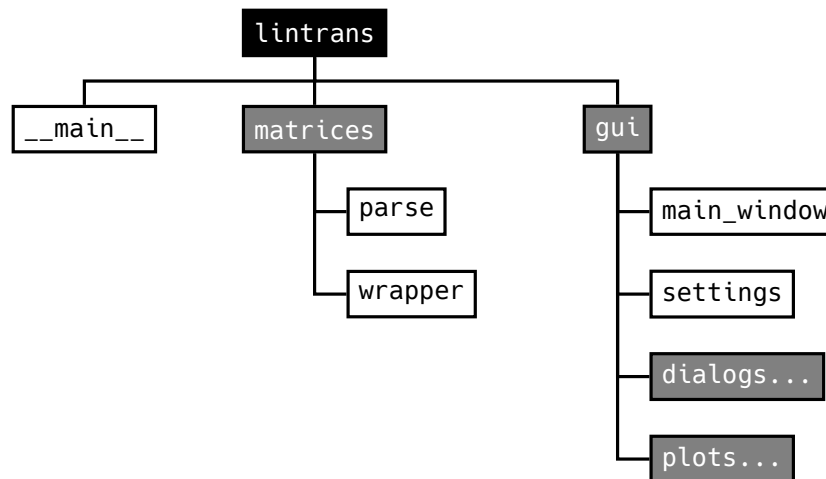 lintrans
__main__
matrices
gui
parse
main_window
wrapper
settings
dialogs...
plots...